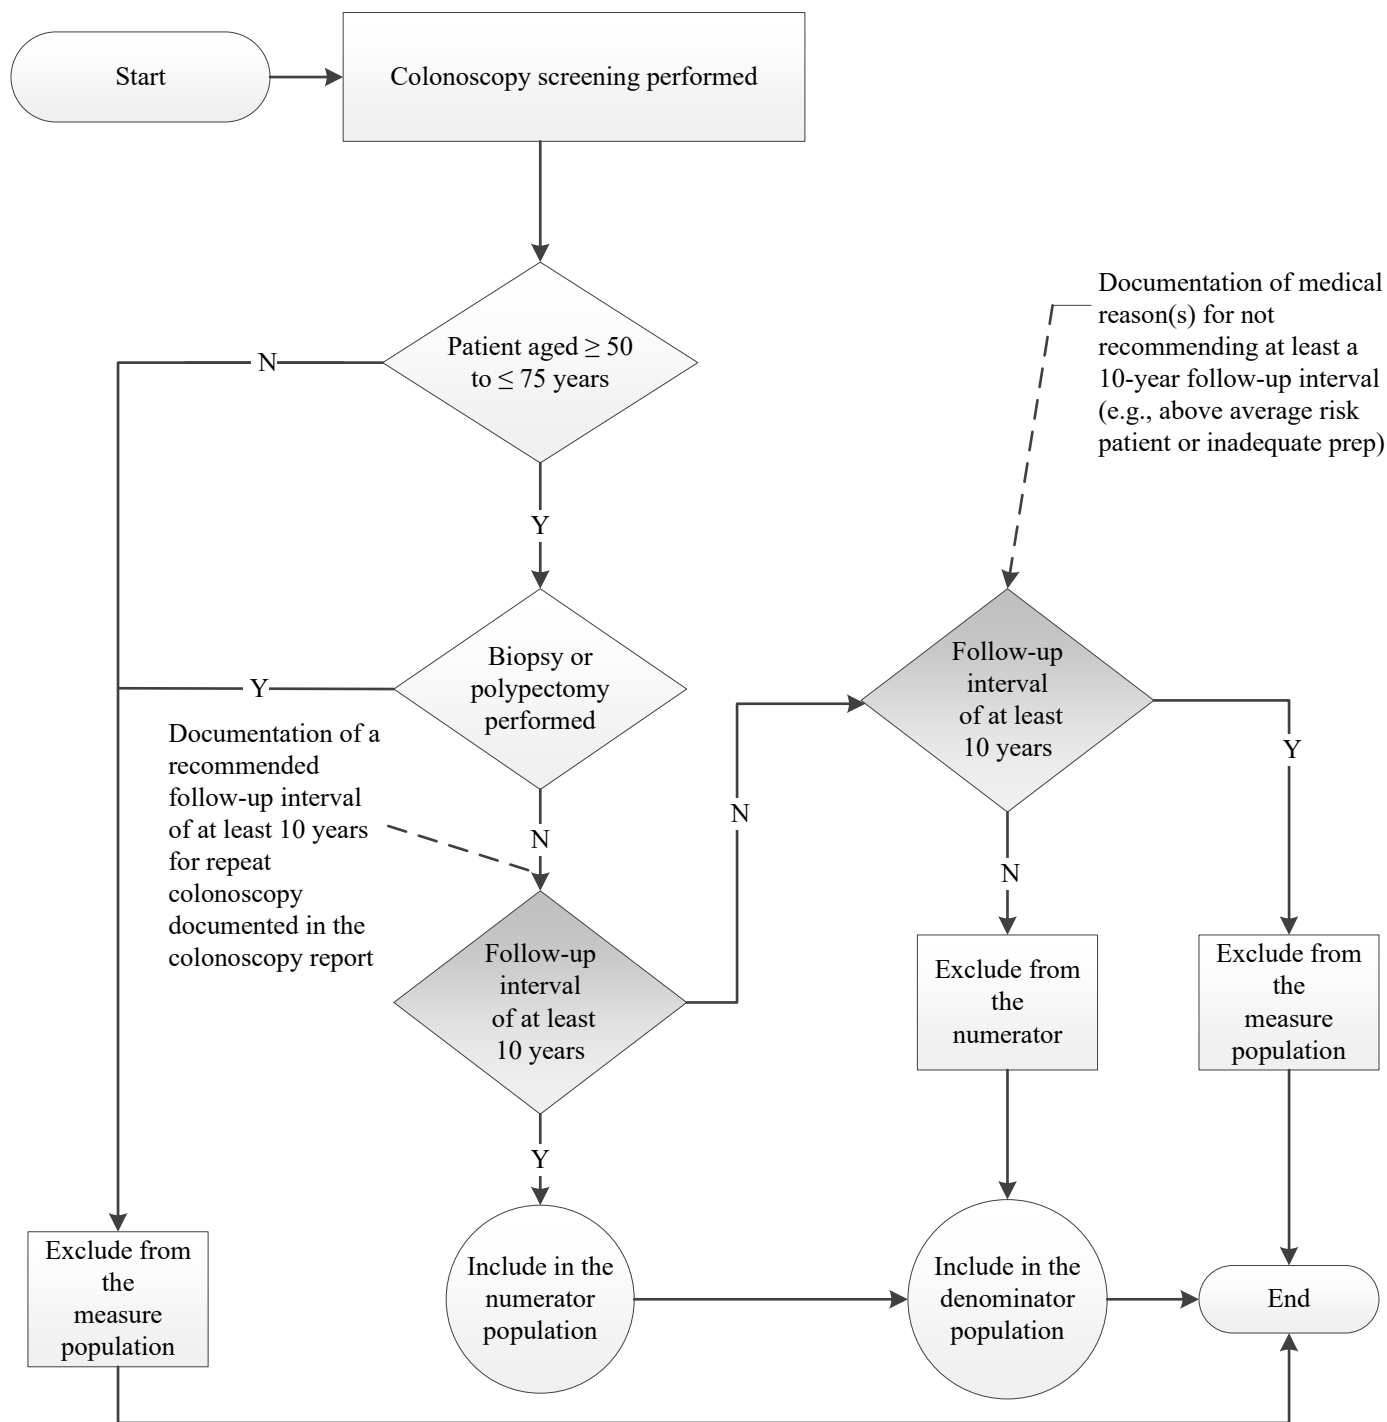 Start
Colonoscopy screening performed
Patient aged ≥ 50
to ≤ 75 years
N
Y
Documentation of medical
reason(s) for not
recommending at least a
10-year follow-up interval
(e.g., above average risk
patient or inadequate prep)
Biopsy or
polypectomy
performed
Y
N
Documentation of a
recommended
follow-up interval
of at least 10 years
for repeat
colonoscopy
documented in the
colonoscopy report
Follow-up
interval
of at least
10 years
N
Y
Follow-up
interval
of at least
10 years
Y
N
Exclude from
the
numerator
Exclude from
the
measure
population
Exclude from
the
measure
population
Include in the
numerator
population
Include in the
denominator
population
End